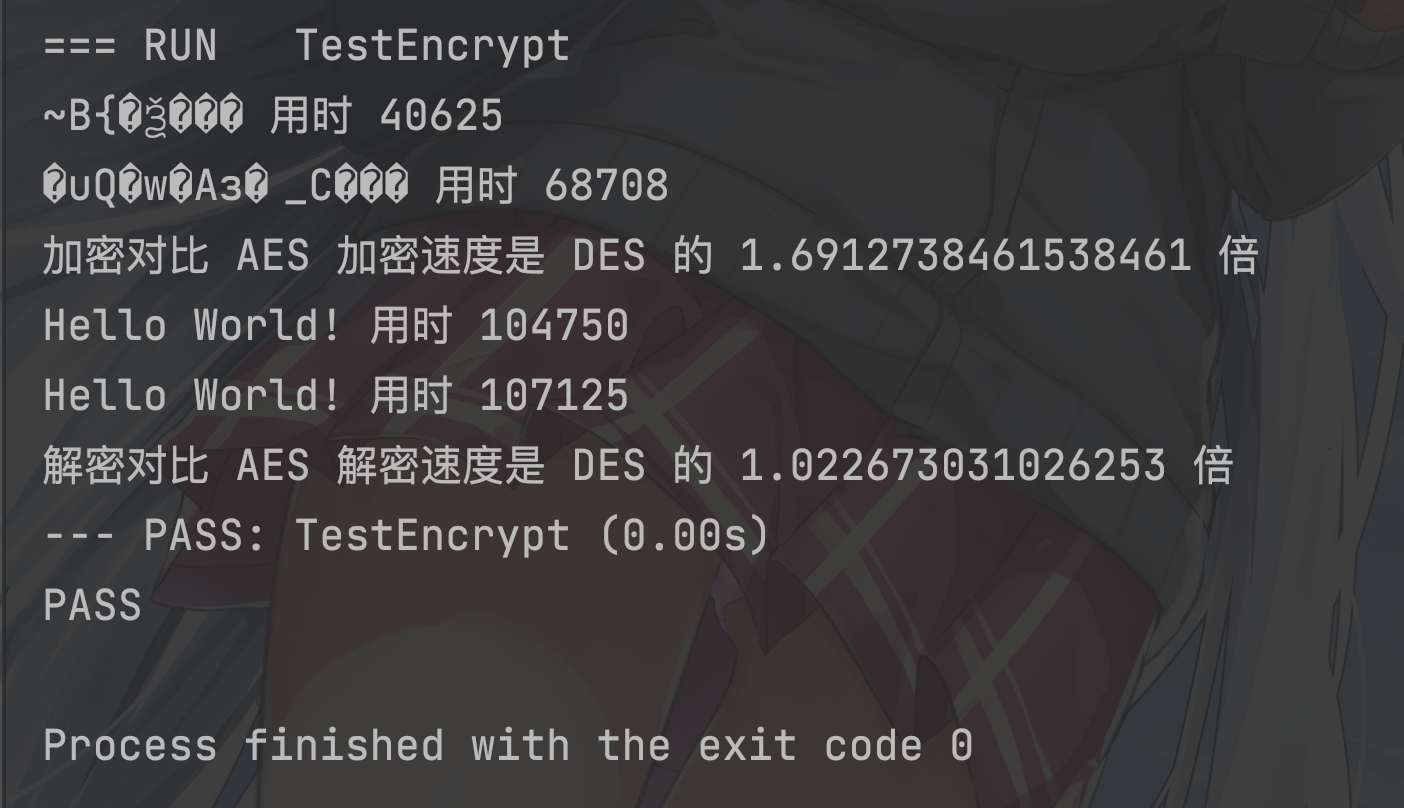 === RUN   TestEncrypt
~B{�ѯ��� 用时 40625
�uQ�w�Aɜ� _C��� 用时 68708
加密对比 AES 加密速度是 DES 的 1.6912738461538461 倍
Hello World! 用时 104750
Hello World! 用时 107125
解密对比 AES 解密速度是 DES 的 1.022673031026253 倍
--- PASS: TestEncrypt (0.00s)
PASS
Process finished with the exit code 0